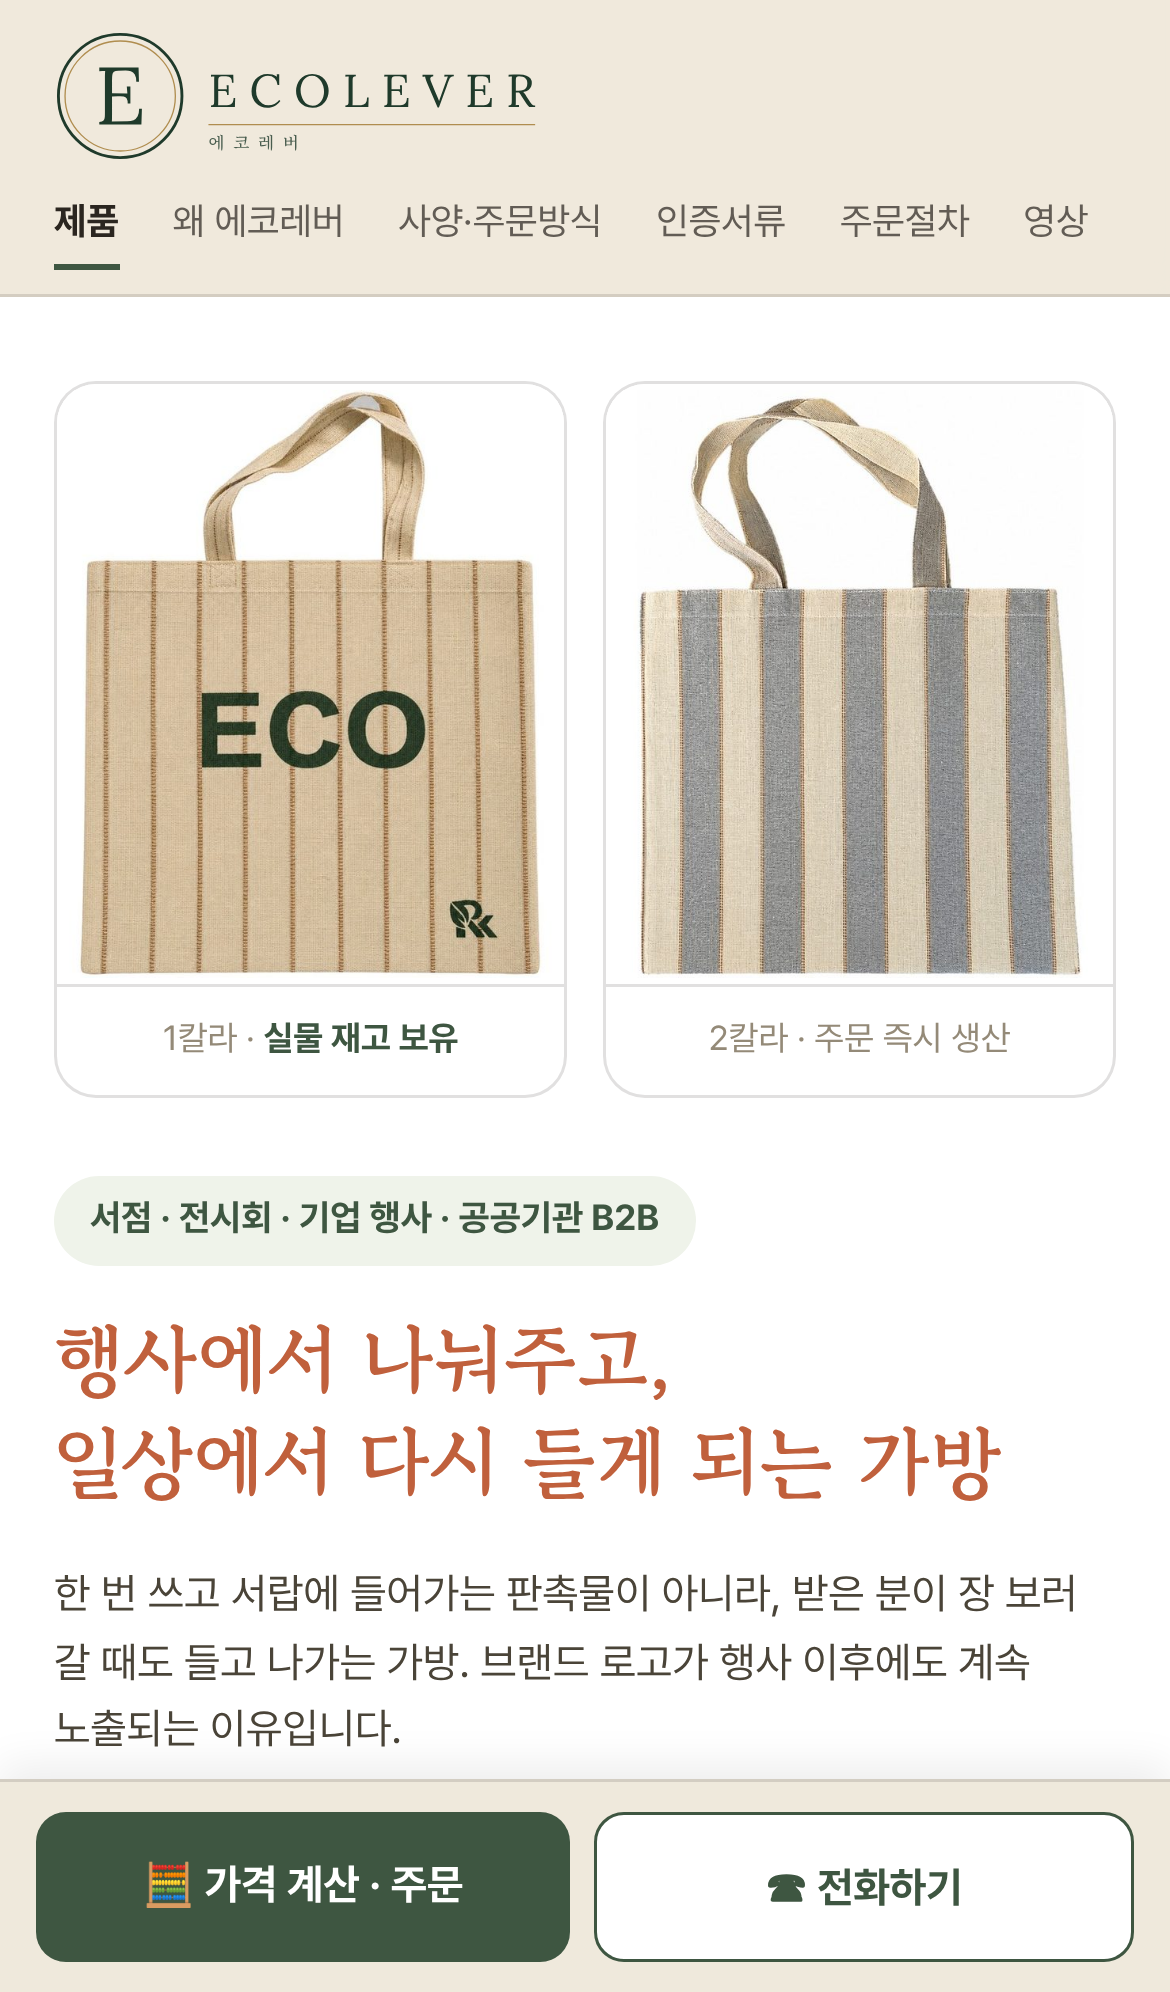 E
ECOLEVER
에코레버
제품 왜 에코레버 사양·주문방식 인증서류 주문절차 영상
ECO
RK
1칼라 · 실물 재고 보유
2칼라 · 주문 즉시 생산
서점 · 전시회 · 기업 행사 · 공공기관 B2B
행사에서 나눠주고,
일상에서 다시 들게 되는 가방
한 번 쓰고 서랍에 들어가는 판촉물이 아니라, 받은 분이 장 보러
갈 때도 들고 나가는 가방. 브랜드 로고가 행사 이후에도 계속
노출되는 이유입니다.
🧮 가격 계산 · 주문
☎ 전화하기